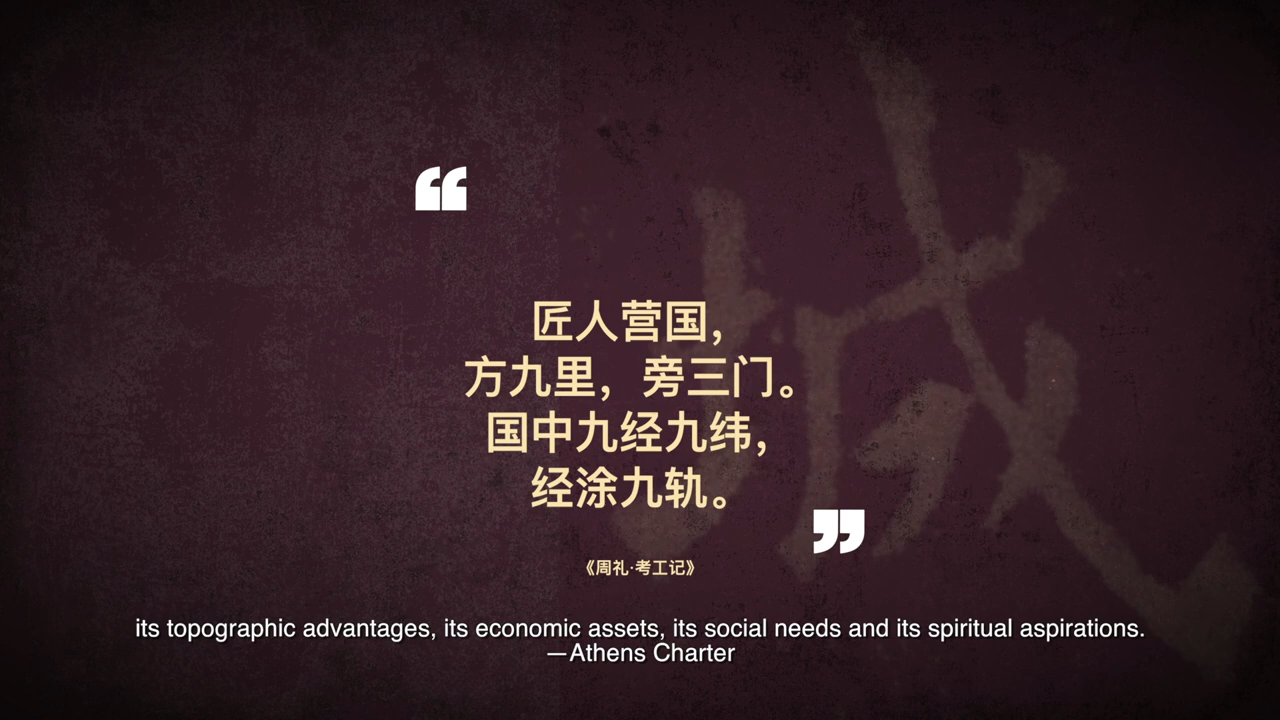 “
匠人营国，
方九里，旁三门。
国中九经九纬，
经涂九轨。
”
《周礼·考工记》
its topographic advantages, its economic assets, its social needs and its spiritual aspirations.
—Athens Charter
城